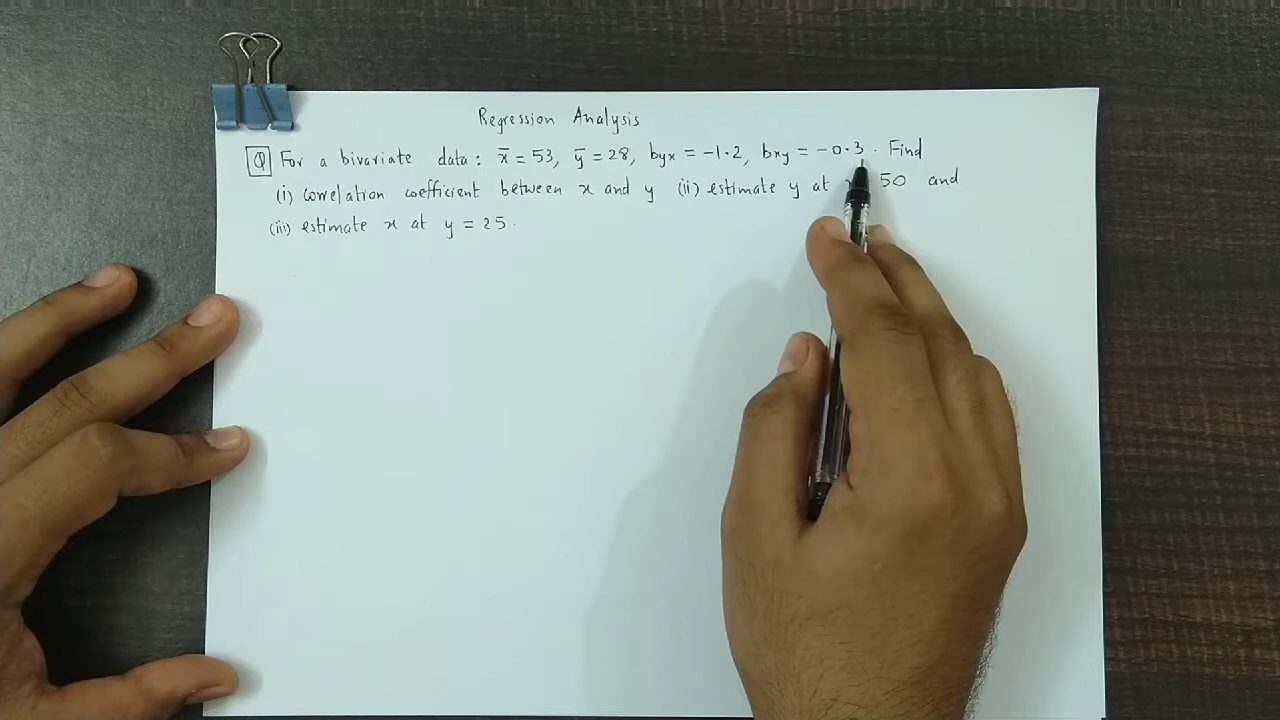 Regression Analysis
Q For a bivariate data : x̄ = 53, ȳ = 28, byx = -1.2, bxy = -0.3. Find
(i) correlation coefficient between x and y (ii) estimate y at 50 and
(iii) estimate x at y = 25.